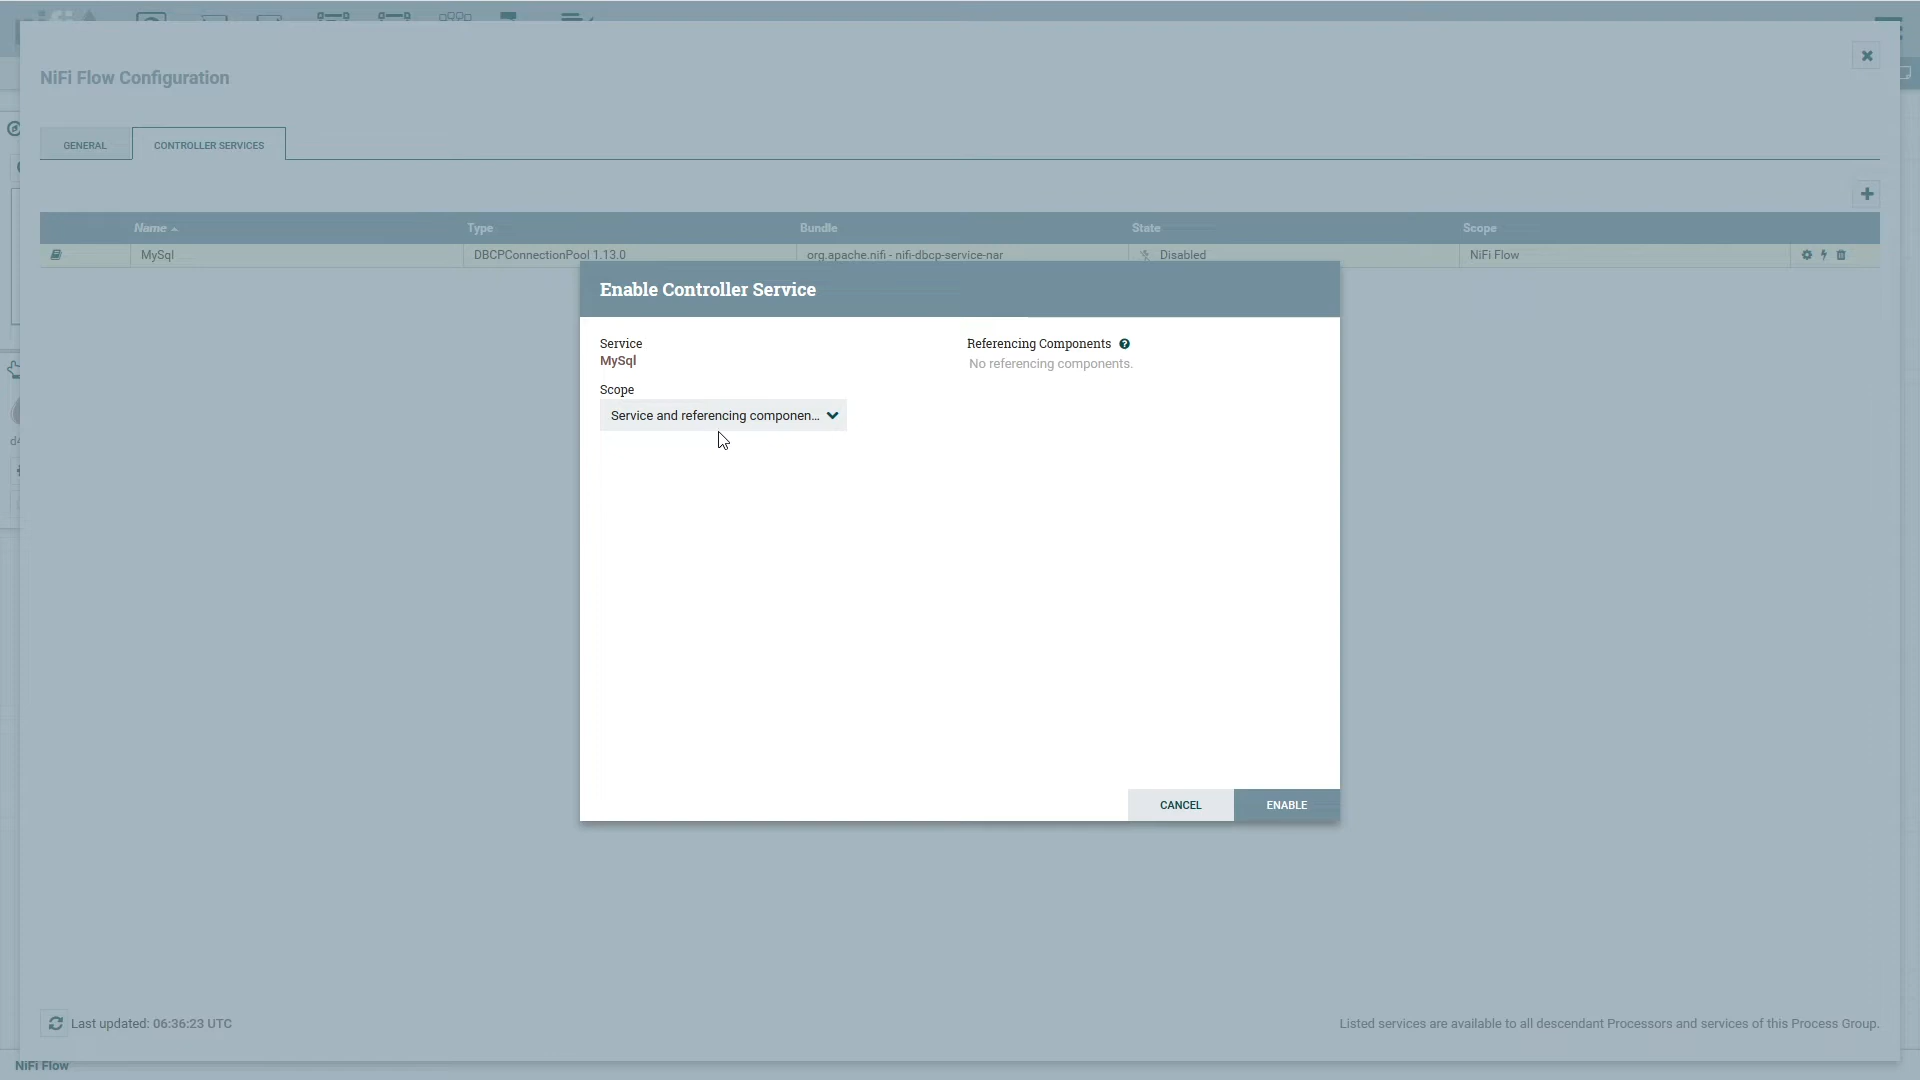 NiFi Flow Configuration
GENERAL
CONTROLLER SERVICES
Name Type Bundle State Scope
MySql DBCPConnectionPool 1.13.0 org.apache.nifi - nifi-dbcp-service-nar Disabled NiFi Flow
Enable Controller Service
Service
MySql
Referencing Components
No referencing components.
Scope
Service and referencing componen...
CANCEL
ENABLE
Last updated: 06:36:23 UTC
Listed services are available to all descendant Processors and services of this Process Group.
NiFi Flow